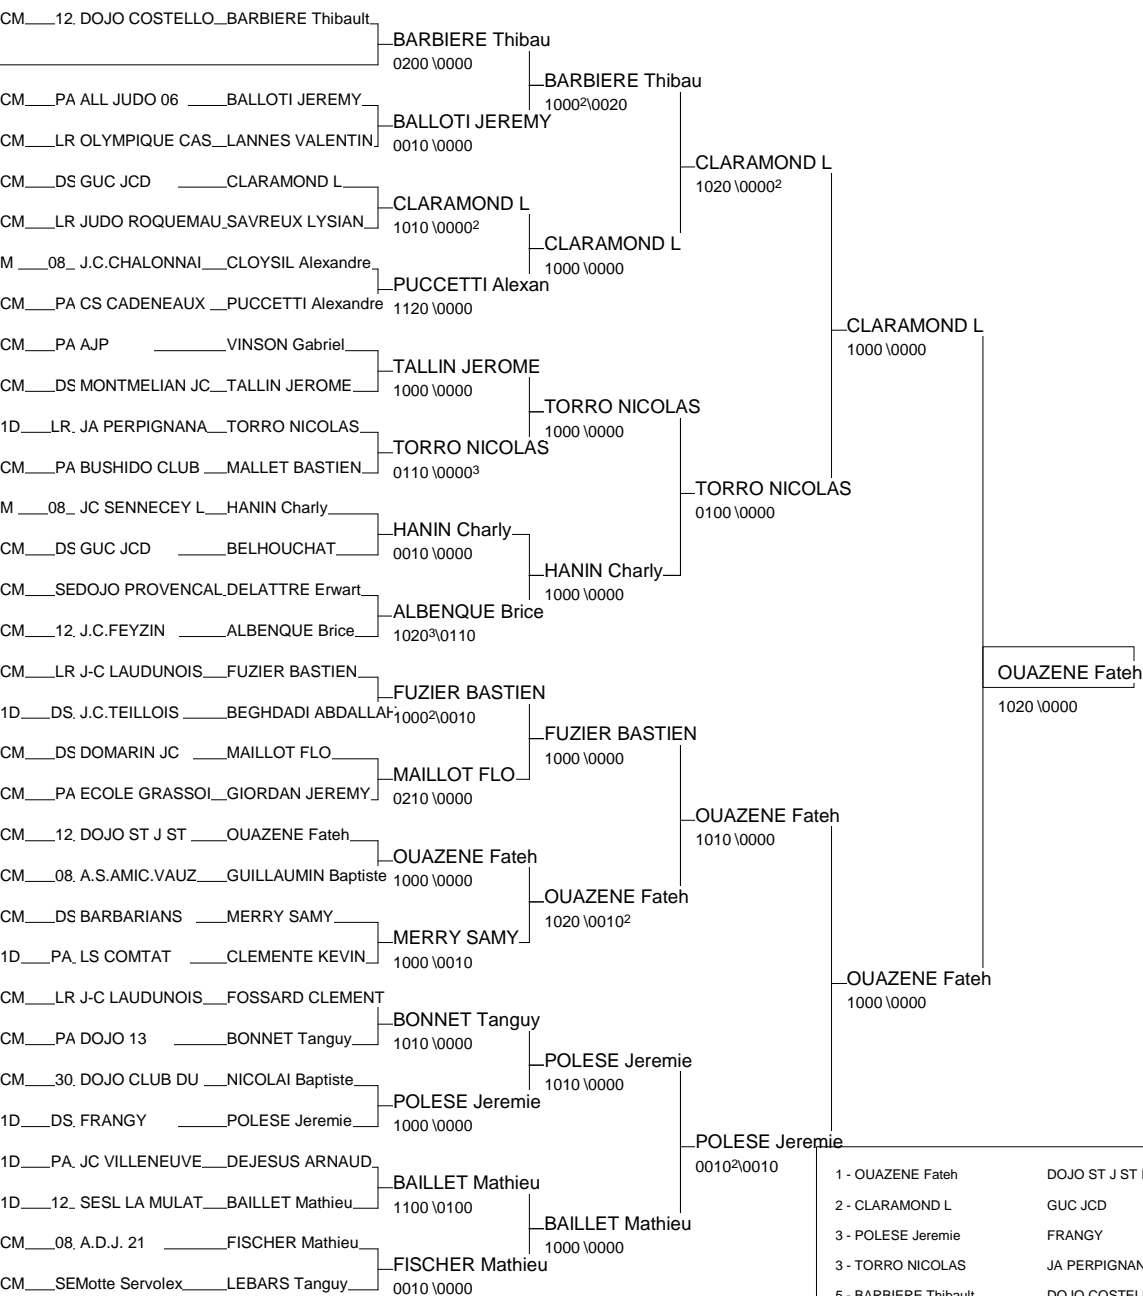 CM 12 DOJO COSTELLO BARBIERE Thibault
BARBIERE Thibau
0200 \0000
BARBIERE Thibau
1000²\0020
CM PA ALL JUDO 06 BALLOTI JEREMY
BALLOTI JEREMY
0010 \0000
CM LR OLYMPIQUE CAS LANNES VALENTIN
CLARAMOND L
1020 \0000²
CM DS GUC JCD CLARAMOND L
CLARAMOND L
1010 \0000²
CM LR JUDO ROQUEMAU SAVREUX LYSIAN
CLARAMOND L
1000 \0000
M 08 J.C.CHALONNAI CLOYSIL Alexandre
PUCCETTI Alexan
1120 \0000
CM PA CS CADENEAUX PUCCETTI Alexandre
CLARAMOND L
1000 \0000
CM PA AJP VINSON Gabriel
TALLIN JEROME
1000 \0000
CM DS MONTMELIAN JC TALLIN JEROME
TORRO NICOLAS
1000 \0000
1D LR JA PERPIGNANA TORRO NICOLAS
TORRO NICOLAS
0110 \0000³
CM PA BUSHIDO CLUB MALLET BASTIEN
TORRO NICOLAS
0100 \0000
M 08 JC SENNECEY L HANIN Charly
HANIN Charly
0010 \0000
CM DS GUC JCD BELHOUCHAT
HANIN Charly
1000 \0000
CM SEDOJO PROVENCAL DELATTRE Erwart
ALBENQUE Brice
1020³\0110
CM 12 J.C.FEYZIN ALBENQUE Brice
OUAZENE Fateh
1020 \0000
CM LR J-C LAUDUNOIS FUZIER BASTIEN
FUZIER BASTIEN
1000²\0010
1D DS J.C.TEILLOIS BEGHDADI ABDALLAH
FUZIER BASTIEN
1000 \0000
CM DS DOMARIN JC MAILLOT FLO
MAILLOT FLO
0210 \0000
CM PA ECOLE GRASSOI GIORDAN JEREMY
OUAZENE Fateh
1010 \0000
CM 12 DOJO ST J ST OUAZENE Fateh
OUAZENE Fateh
1000 \0000
CM 08 A.S.AMIC.VAUZ GUILLAUMIN Baptiste
OUAZENE Fateh
1020 \0010²
CM DS BARBARIANS MERRY SAMY
MERRY SAMY
1000 \0010
1D PA LS COMTAT CLEMENTE KEVIN
OUAZENE Fateh
1000 \0000
CM LR J-C LAUDUNOIS FOSSARD CLEMENT
BONNET Tanguy
1010 \0000
CM PA DOJO 13 BONNET Tanguy
POLESE Jeremie
1010 \0000
CM 30 DOJO CLUB DU NICOLAI Baptiste
POLESE Jeremie
1000 \0000
1D DS FRANGY POLESE Jeremie
POLESE Jeremie
0010²\0010
1D PA JC VILLENEUVE DEJESUS ARNAUD
BAILLET Mathieu
1100 \0100
1D 12 SESL LA MULAT BAILLET Mathieu
BAILLET Mathieu
1000 \0000
CM 08 A.D.J. 21 FISCHER Mathieu
FISCHER Mathieu
0010 \0000
CM SEMotte Servolex LEBARS Tanguy
1 - OUAZENE Fateh DOJO ST J ST
2 - CLARAMOND L GUC JCD
3 - POLESE Jeremie FRANGY
3 - TORRO NICOLAS JA PERPIGNAN
5 - BARBIERE Thibault DOJO COSTEL